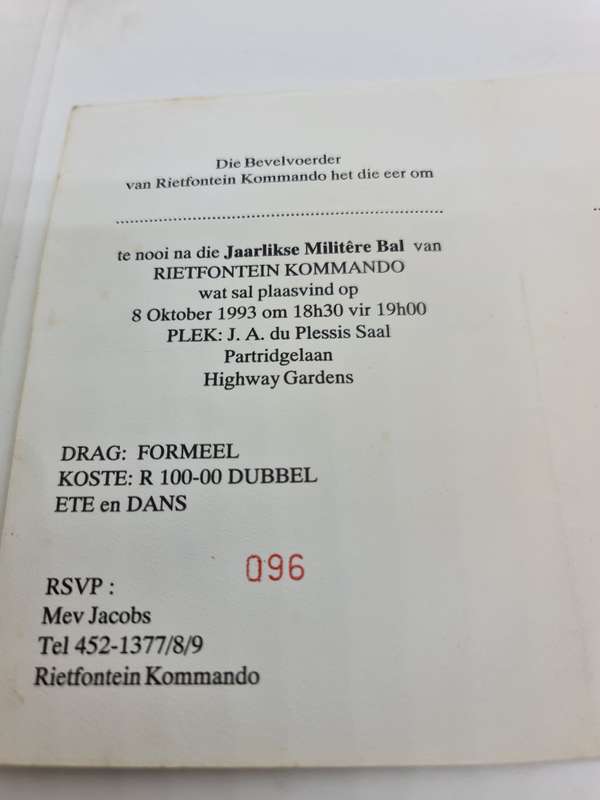 Die Bevelvoerder
van Rietfontein Kommando het die eer om
........................................................
te nooi na die Jaarlikse Militêre Bal van
RIETFONTEIN KOMMANDO
wat sal plaasvind op
8 Oktober 1993 om 18h30 vir 19h00
PLEK: J. A. du Plessis Saal
Partridgelaan
Highway Gardens
DRAG: FORMEEL
KOSTE: R 100-00 DUBBEL
ETE en DANS
096
RSVP :
Mev Jacobs
Tel 452-1377/8/9
Rietfontein Kommando